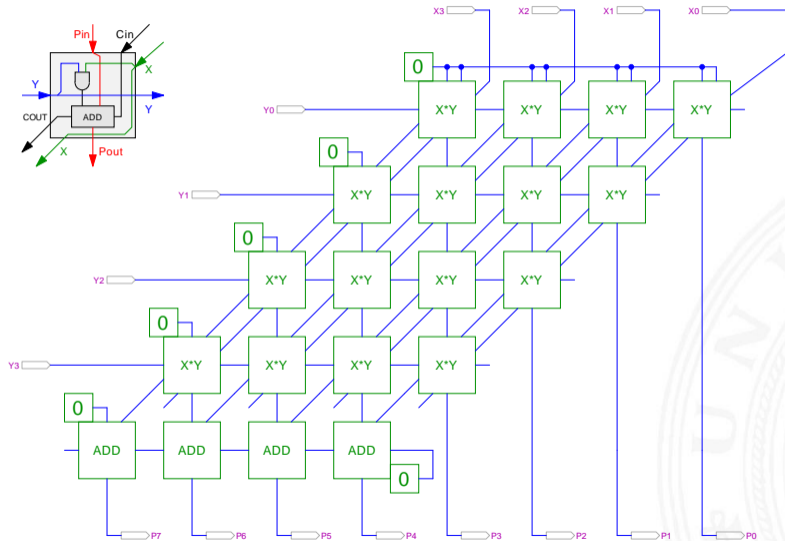 X3 X2 X1 X0
Pin Cin
X
Y Y
ADD
COUT
X Pout
0
Y0 X*Y X*Y X*Y X*Y
0
Y1 X*Y X*Y X*Y X*Y
0
Y2 X*Y X*Y X*Y X*Y
0
Y3 X*Y X*Y X*Y X*Y
0
ADD ADD ADD ADD
0
P7 P6 P5 P4 P3 P2 P1 P0
U N I